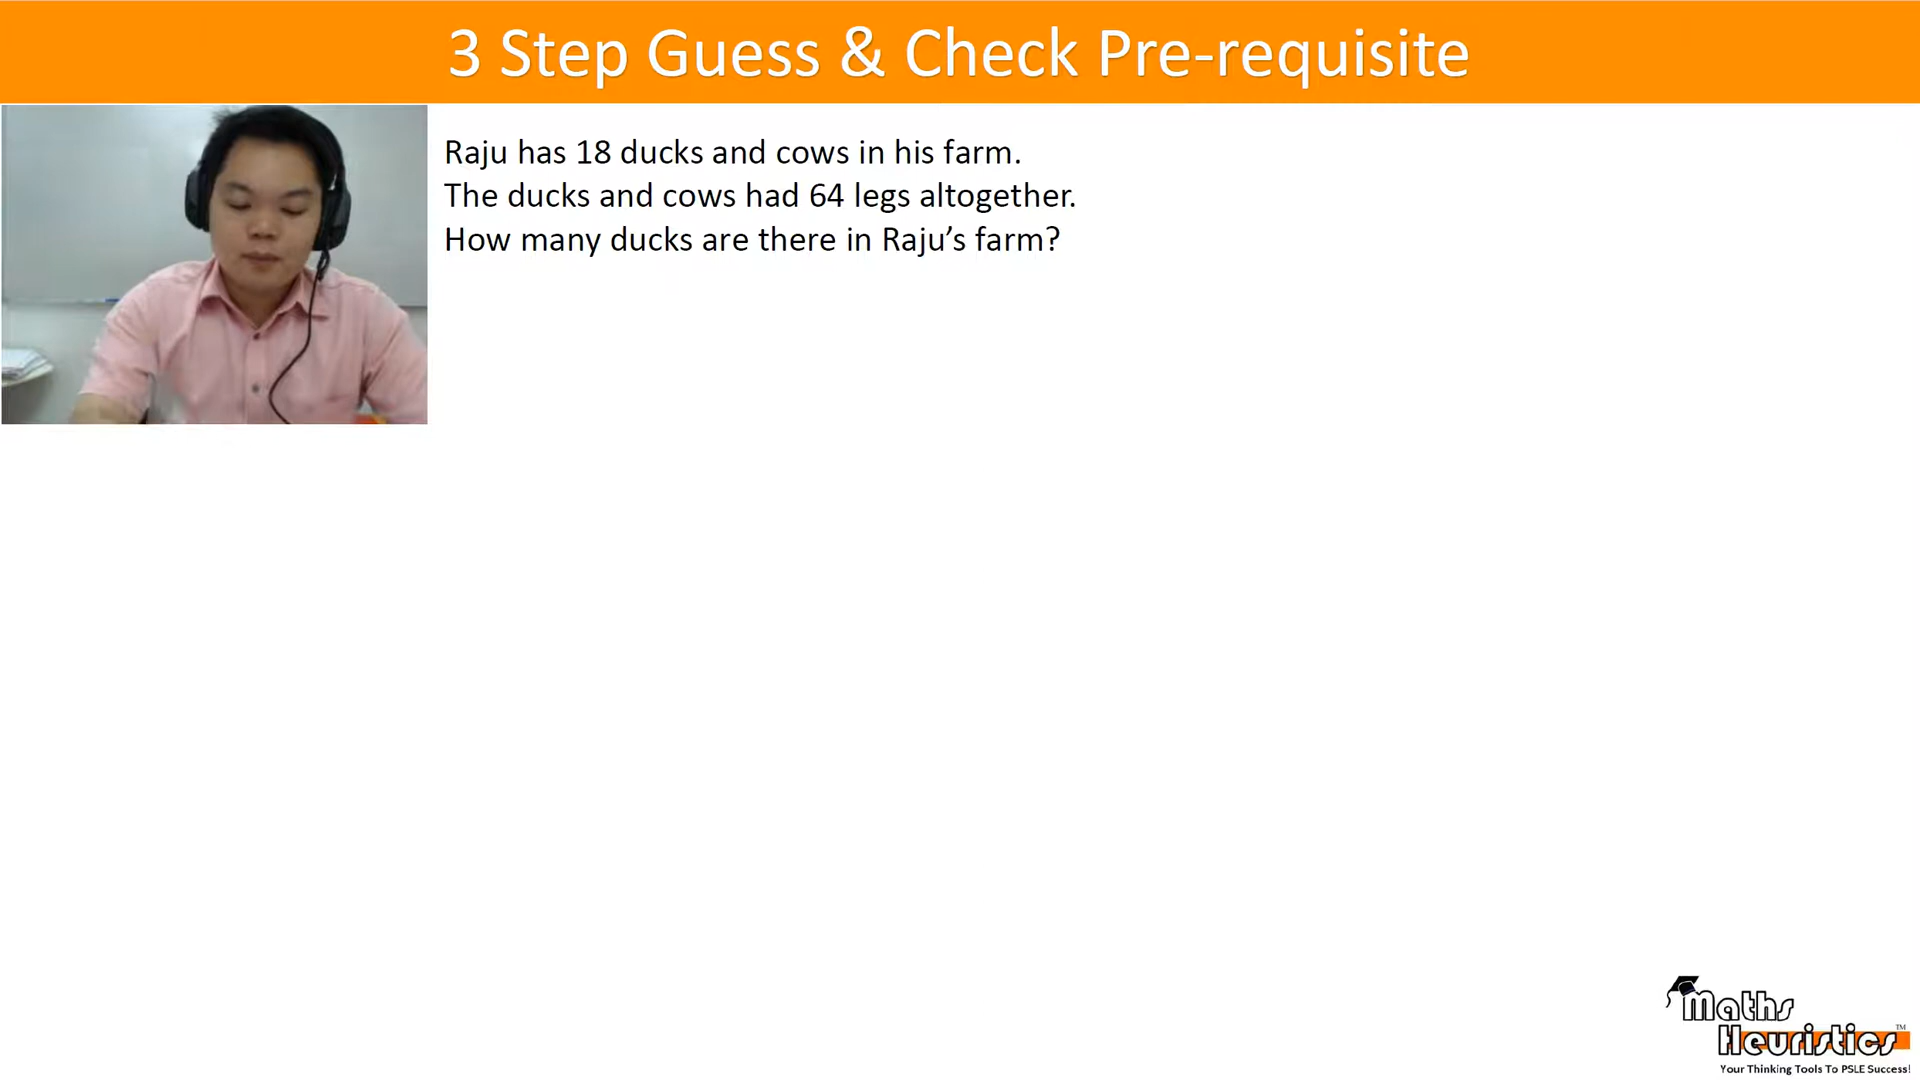 3 Step Guess & Check Pre-requisite
Raju has 18 ducks and cows in his farm.
The ducks and cows had 64 legs altogether.
How many ducks are there in Raju’s farm?
Maths
Heuristics™
Your Thinking Tools To PSLE Success!